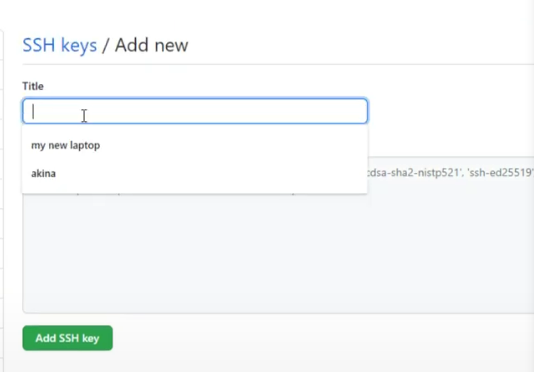 SSH keys / Add new
Title
my new laptop
akina
cdsa-sha2-nistp521', 'ssh-ed25519'
Add SSH key